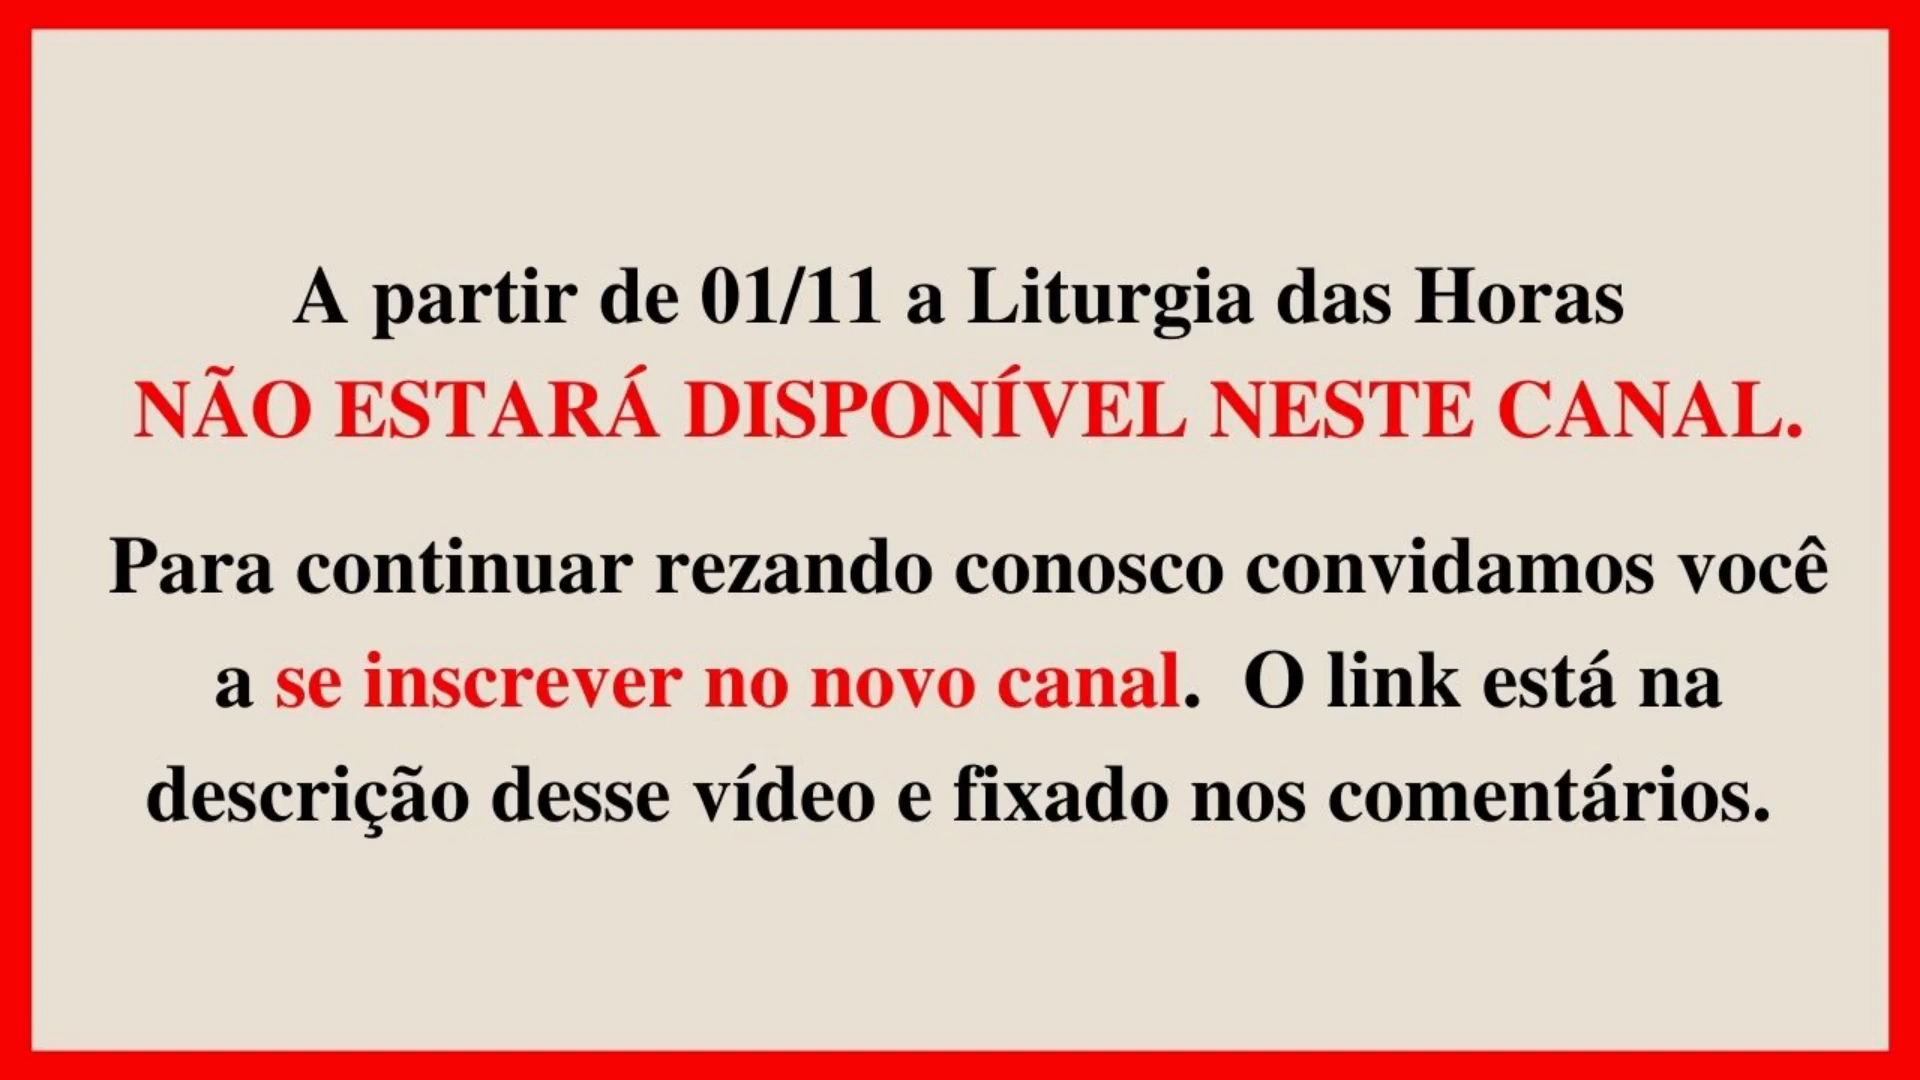 A partir de 01/11 a Liturgia das Horas
NÃO ESTARÁ DISPONÍVEL NESTE CANAL.
Para continuar rezando conosco convidamos você
a se inscrever no novo canal.  O link está na
descrição desse vídeo e fixado nos comentários.